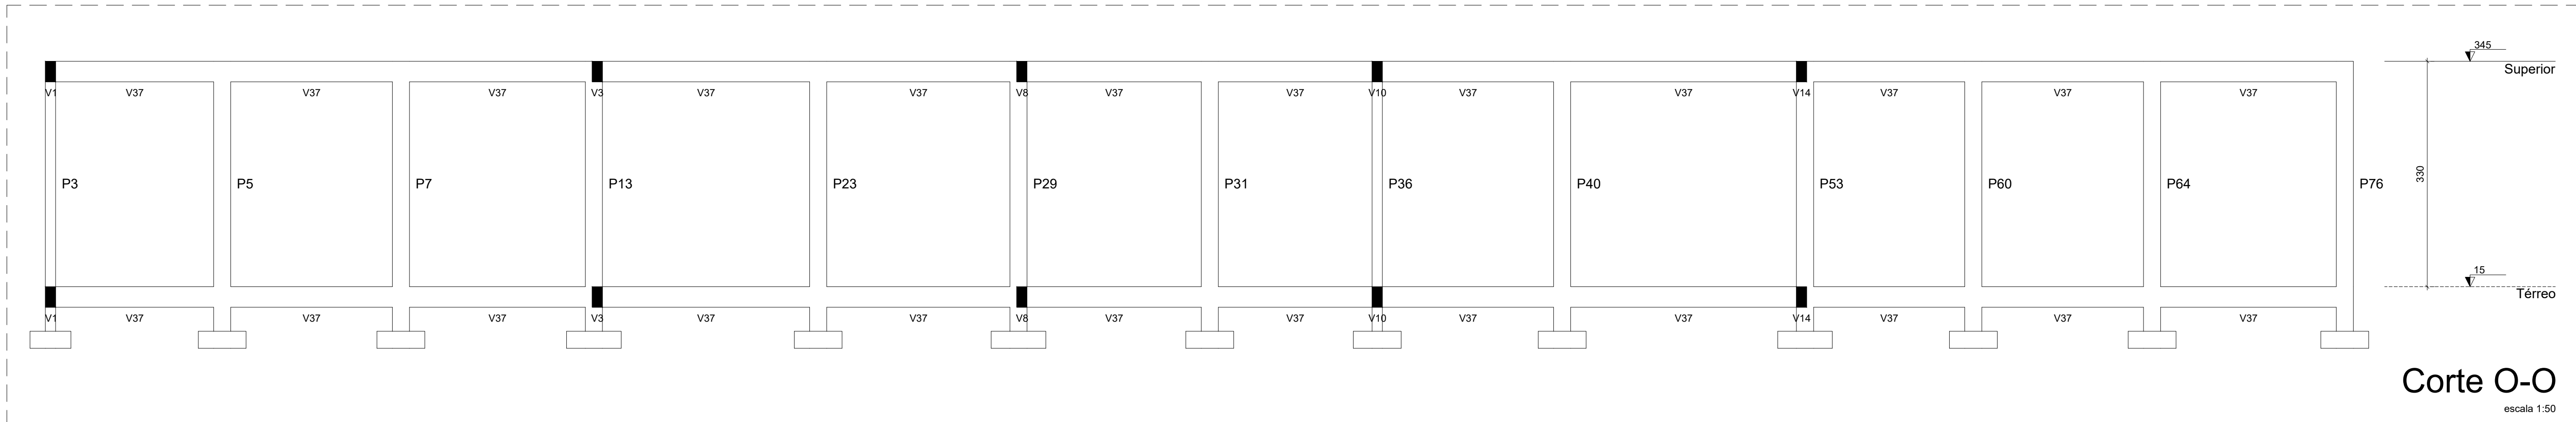 345
Superior
V1 V37 V37 V37 V3 V37 V37 V8 V37 V37 V10 V37 V37 V14 V37 V37 V37
330
P3 P5 P7 P13 P23 P29 P31 P36 P40 P53 P60 P64 P76
15
Térreo
V1 V37 V37 V37 V3 V37 V37 V8 V37 V37 V10 V37 V37 V14 V37 V37 V37
Corte O-O
escala 1:50